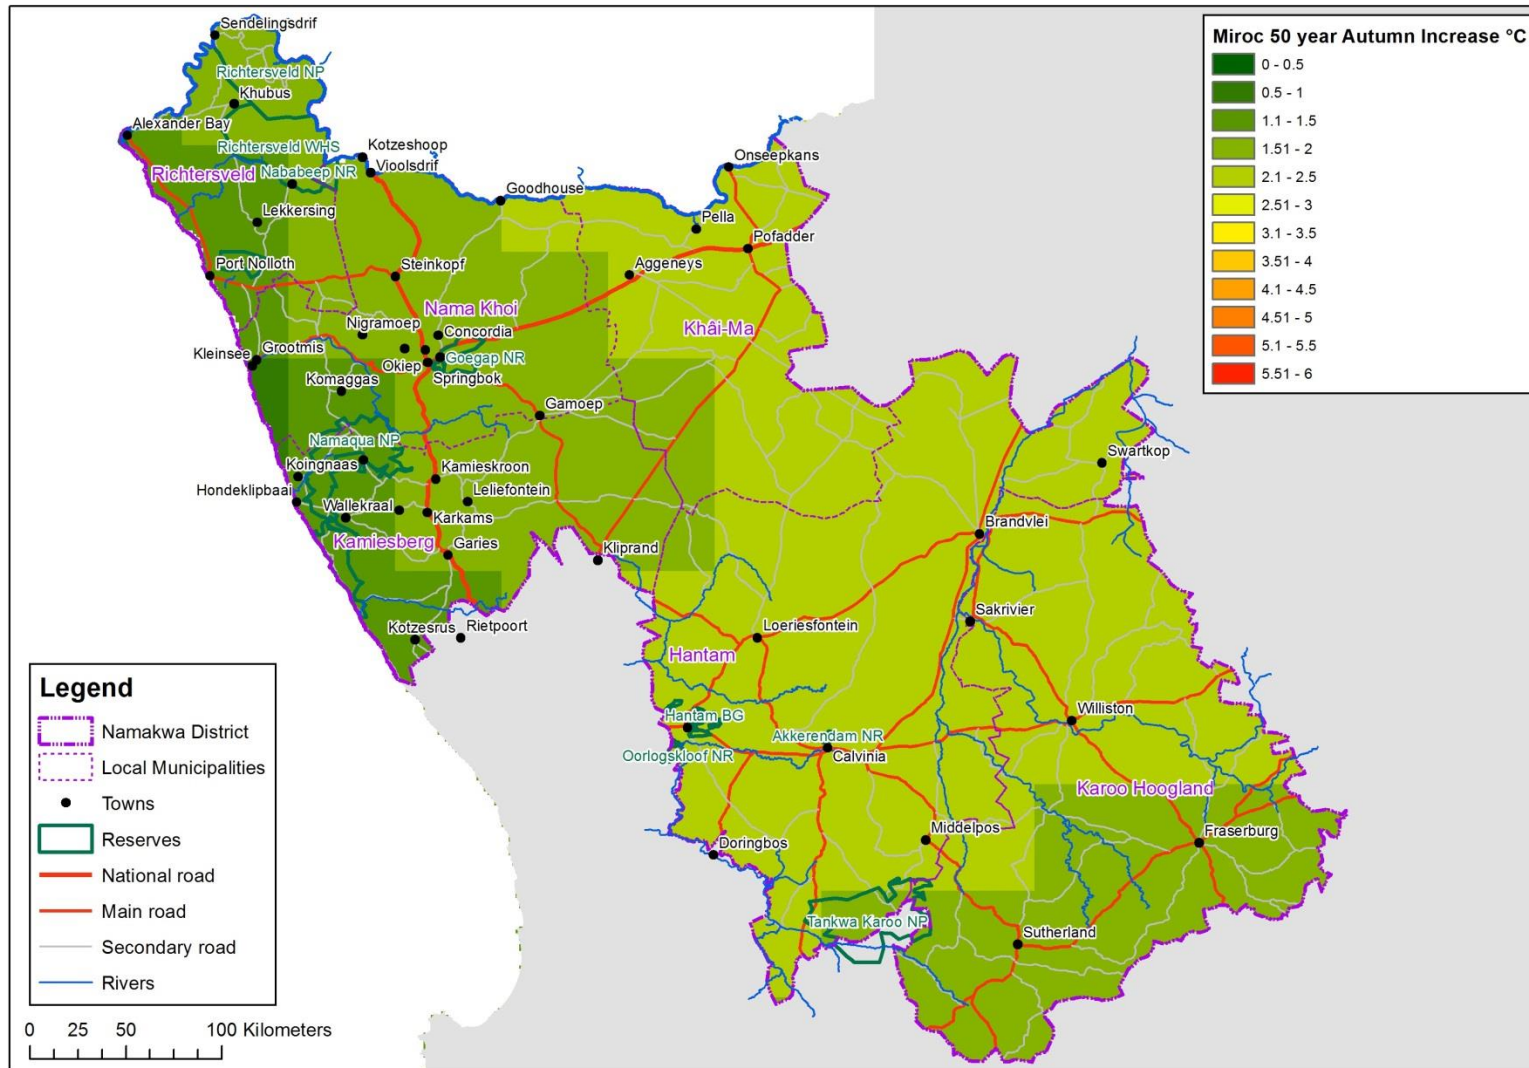 Miroc 50 year Autumn Increase °C
0 - 0.5
0.5 - 1
1.1 - 1.5
1.51 - 2
2.1 - 2.5
2.51 - 3
3.1 - 3.5
3.51 - 4
4.1 - 4.5
4.51 - 5
5.1 - 5.5
5.51 - 6
Sendelingsdrif
Richtersveld NP
Khubus
Alexander Bay
Richtersveld WHS
Kotzeshoop
Vioolsdrif
Richtersveld
Nababeep NR
Goodhouse
Onseepkans
Lekkersing
Pella
Pofadder
Port Nolloth
Steinkopf
Aggeneys
Nama Khoi
Khâi-Ma
Nigramoep
Concordia
Kleinsee
Grootmis
Okiep
Goegap NR
Springbok
Komaggas
Gamoep
Namaqua NP
Koingnaas
Kamieskroon
Swartkop
Hondeklipbaai
Wallekraal
Leliefontein
Karkams
Brandvlei
Kamiesberg
Garies
Kliprand
Sakrivier
Kotzesrus
Rietpoort
Loeriesfontein
Hantam
Hantam BG
Williston
Oorlogskloof NR
Akkerendam NR
Calvinia
Karoo Hoogland
Middelpos
Fraserburg
Doringbos
Tankwa Karoo NP
Sutherland
Legend
Namakwa District
Local Municipalities
Towns
Reserves
National road
Main road
Secondary road
Rivers
0 25 50 100 Kilometers